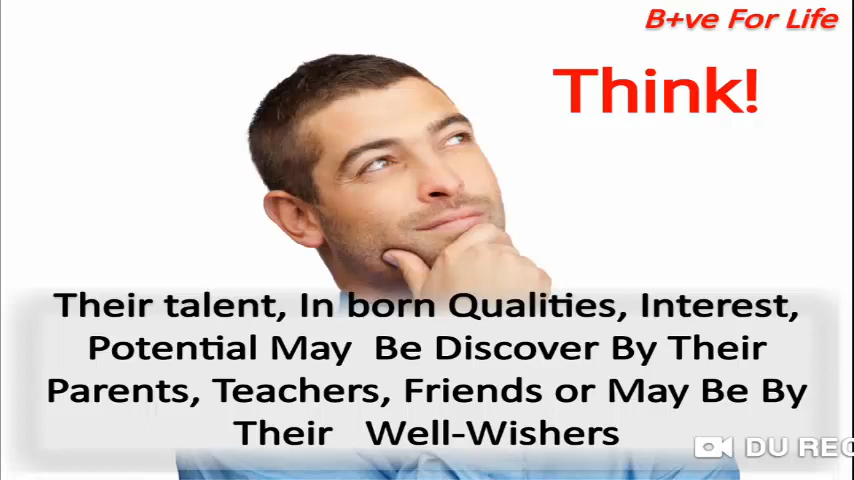 B+ve For Life
Think!
Their talent, In born Qualities, Interest,
Potential May Be Discover By Their
Parents, Teachers, Friends or May Be By
Their Well-Wishers
DU REC